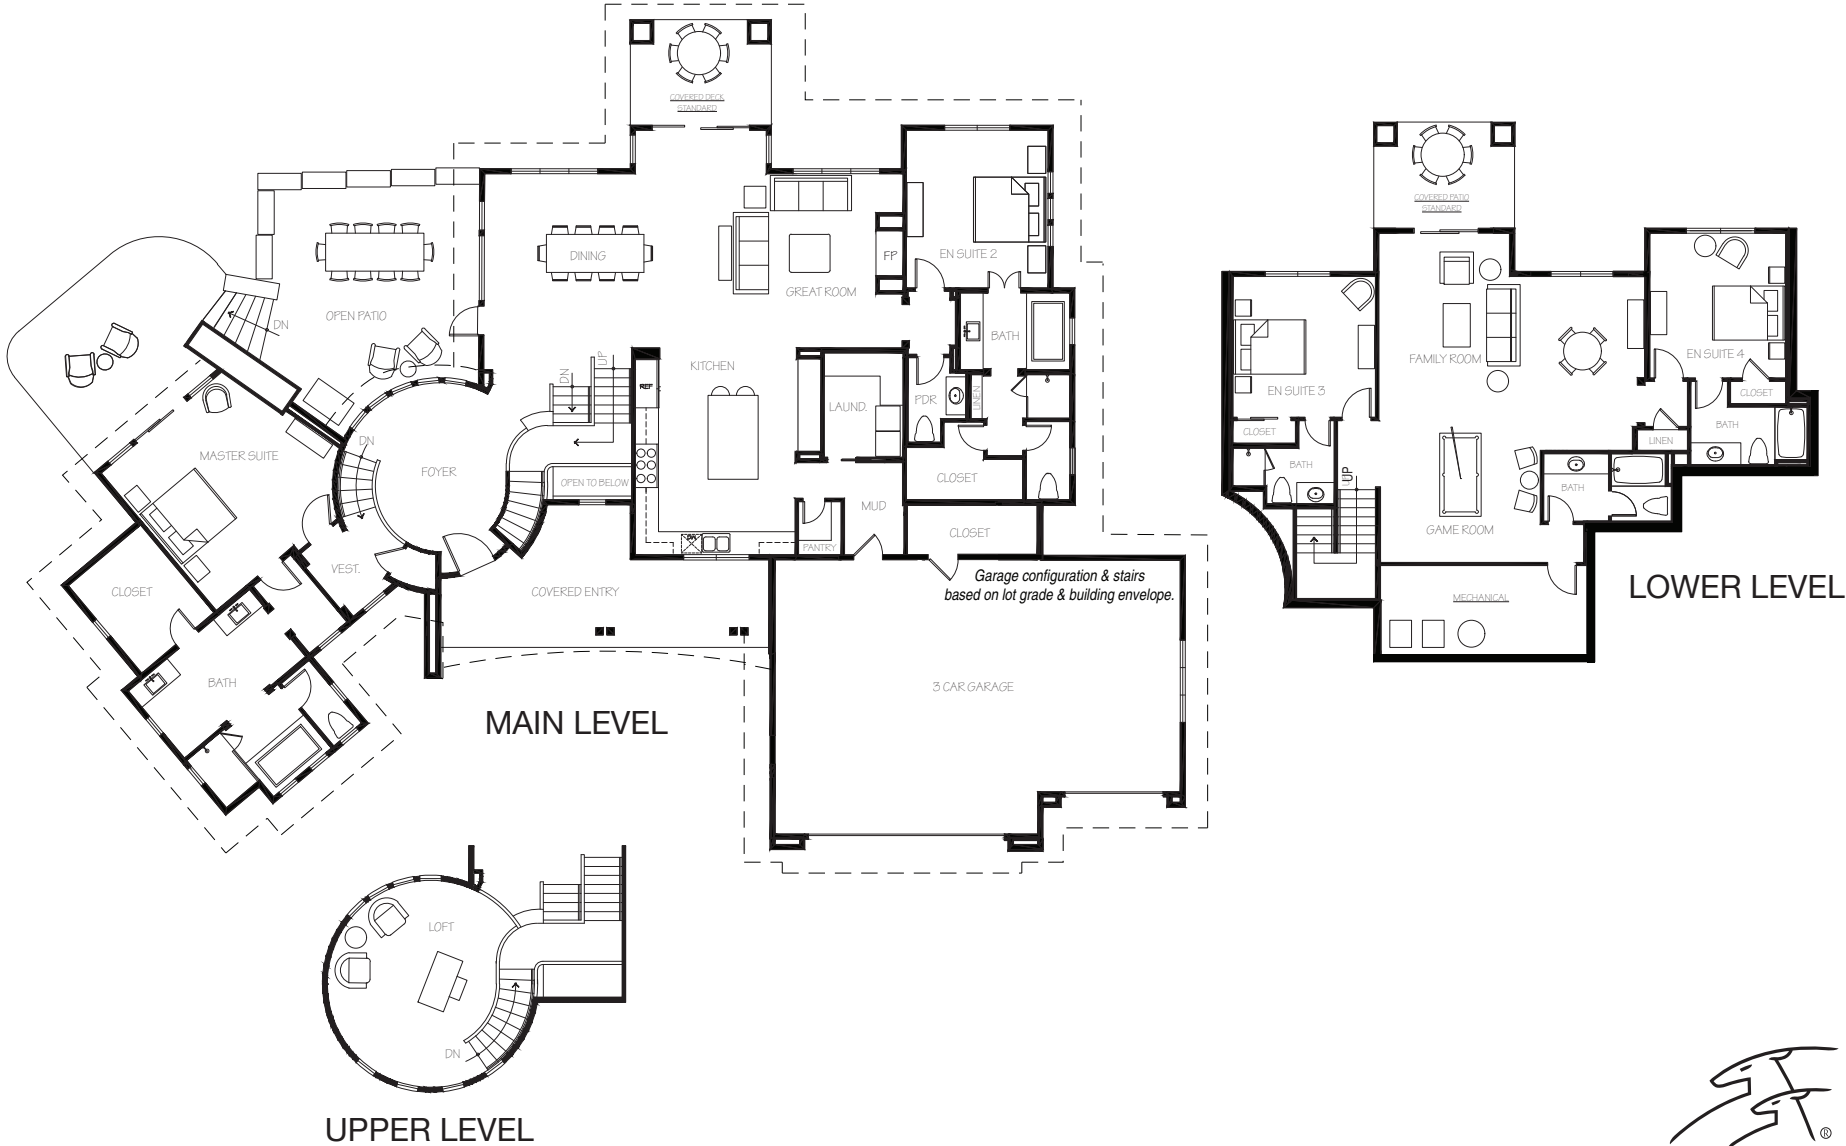 COVERED DECK
STANDARD
DINING
FP
EN SUITE 2
GREAT ROOM
OPEN PATIO
DN
BATH
KITCHEN
UP
DN
REF
LAUND.
PDR
LINEN
MASTER SUITE
DN
FOYER
OPEN TO BELOW
CLOSET
MUD
CLOSET
PANTRY
DW
VEST.
CLOSET
COVERED ENTRY
Garage configuration & stairs
based on lot grade & building envelope.
BATH
3 CAR GARAGE
MAIN LEVEL
LOFT
DN
UPPER LEVEL
COVERED PATIO
STANDARD
FAMILY ROOM
EN SUITE 4
EN SUITE 3
CLOSET
CLOSET
BATH
LINEN
BATH
UP
UP
BATH
GAME ROOM
MECHANICAL
LOWER LEVEL
®